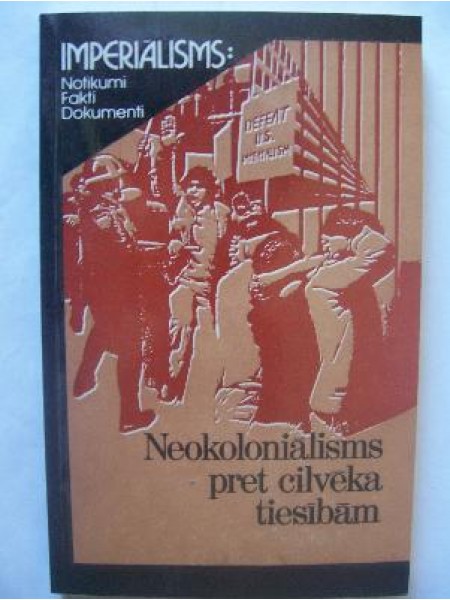 IMPERIĀLISMS:
Notikumi
Fakti
Dokumenti
DEFEAT
U.S.
Neokoloniālisms
pret cilvēka
tiesībām